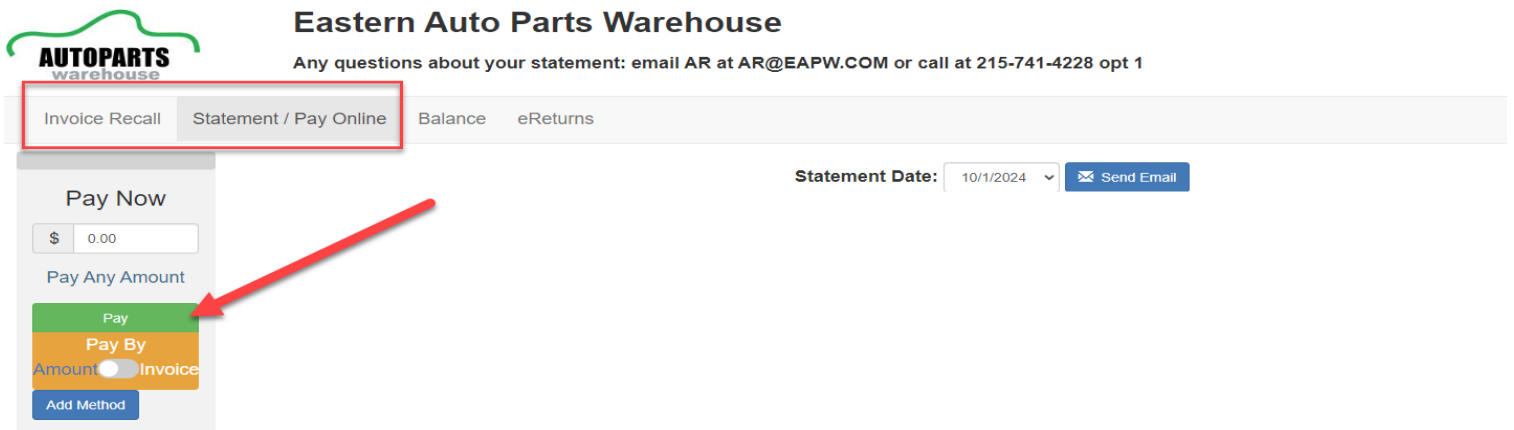 AUTOPARTS
warehouse
Eastern Auto Parts Warehouse
Any questions about your statement: email AR at AR@EAPW.COM or call at 215-741-4228 opt 1
Invoice Recall Statement / Pay Online Balance eReturns
Statement Date: 10/1/2024 Send Email
Pay Now
$ 0.00
Pay Any Amount
Pay
Pay By
Amount Invoice
Add Method